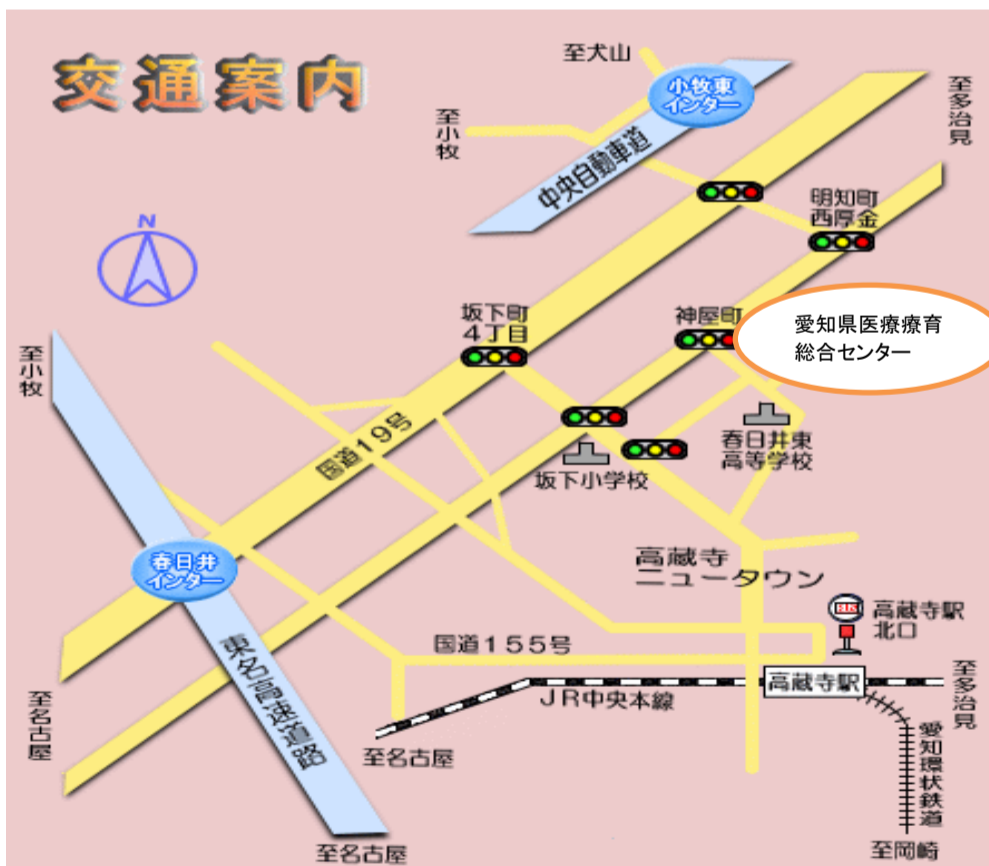 交通案内
至犬山
小牧東
インター
至小牧
至多治見
中央自動車道
明知町
西厚金
N
坂下町
4丁目
神屋町
愛知県医療療育
総合センター
至小牧
国道19号
春日井東
高等学校
坂下小学校
春日井
インター
高蔵寺
ニュータウン
BUS
高蔵寺駅
北口
国道155号
東名高速道路
高蔵寺駅
JR中央本線
至多治見
至名古屋
至名古屋
愛知環状鉄道
至名古屋
至岡崎